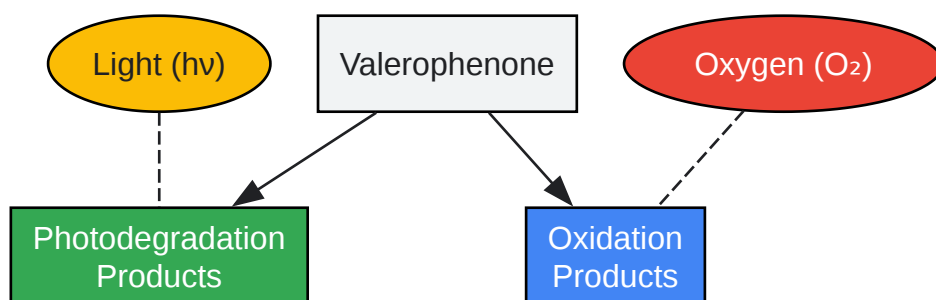 Light (hν)
Valerophenone
Oxygen (O₂)
Photodegradation
Products
Oxidation
Products